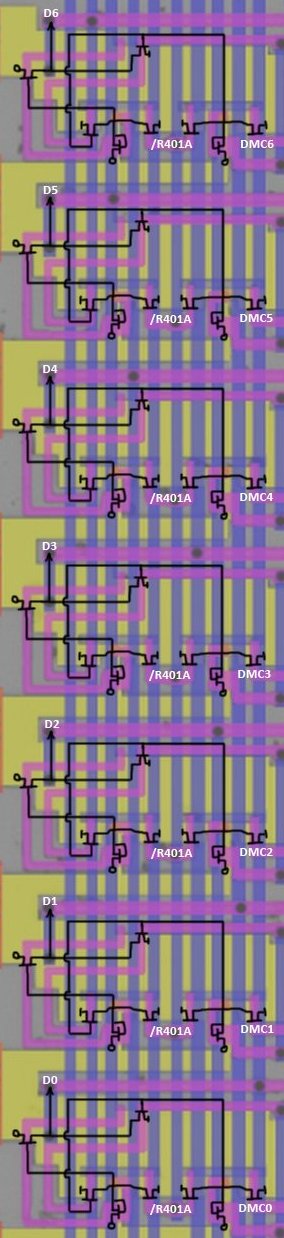 D6
/R401A DMC6
D5
/R401A DMC5
D4
/R401A DMC4
D3
/R401A DMC3
D2
/R401A DMC2
D1
/R401A DMC1
D0
/R401A DMC0